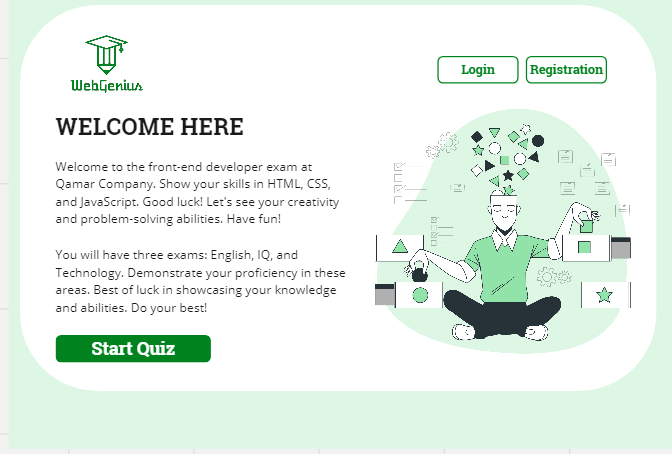 WebGenius
Login
Registration
WELCOME HERE
Welcome to the front-end developer exam at
Qamar Company. Show your skills in HTML, CSS,
and JavaScript. Good luck! Let's see your creativity
and problem-solving abilities. Have fun!
You will have three exams: English, IQ, and
Technology. Demonstrate your proficiency in these
areas. Best of luck in showcasing your knowledge
and abilities. Do your best!
Start Quiz